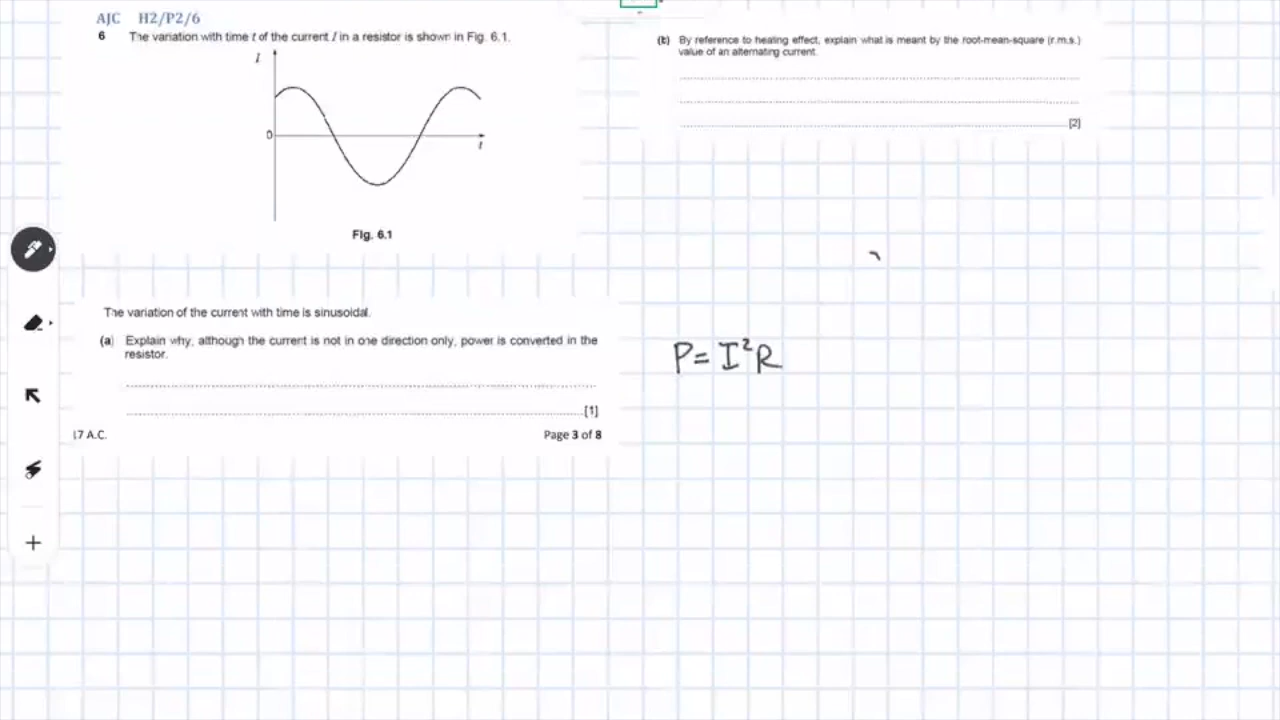 AJC H2/P2/6
6 The variation with time t of the current I in a resistor is shown in Fig. 6.1.
I
0
t
Fig. 6.1
The variation of the current with time is sinusoidal.
(a) Explain why, although the current is not in one direction only, power is converted in the
resistor.
[1]
17 A.C. Page 3 of 8
(b) By reference to heating effect, explain what is meant by the root-mean-square (r.m.s.)
value of an alternating current.
[2]
P = I²R